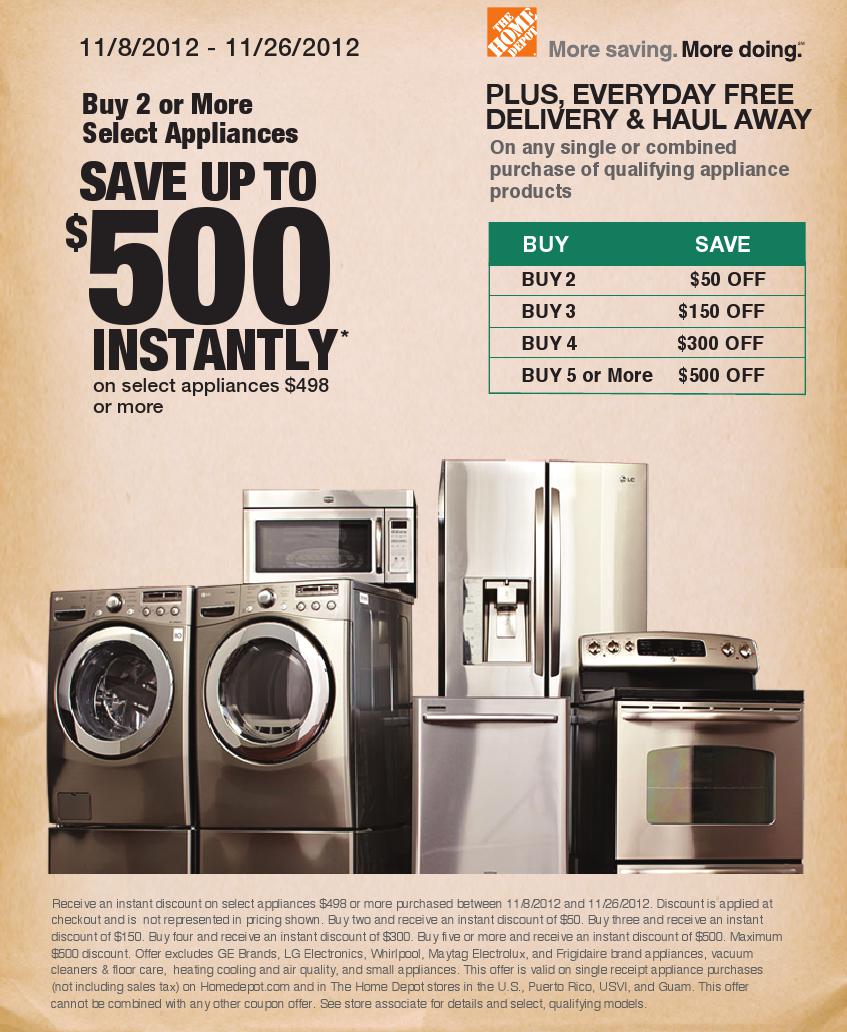 11/8/2012 - 11/26/2012
Buy 2 or More
Select Appliances
SAVE UP TO
$500
INSTANTLY*
on select appliances $498
or more
THE
HOME
DEPOT
More saving. More doing.℠
PLUS, EVERYDAY FREE
DELIVERY & HAUL AWAY
On any single or combined
purchase of qualifying appliance
products
BUY SAVE
BUY 2 $50 OFF
BUY 3 $150 OFF
BUY 4 $300 OFF
BUY 5 or More $500 OFF
LG
Receive an instant discount on select appliances $498 or more purchased between 11/8/2012 and 11/26/2012. Discount is applied at
checkout and is not represented in pricing shown. Buy two and receive an instant discount of $50. Buy three and receive an instant
discount of $150. Buy four and receive an instant discount of $300. Buy five or more and receive an instant discount of $500. Maximum
$500 discount. Offer excludes GE Brands, LG Electronics, Whirlpool, Maytag Electrolux, and Frigidaire brand appliances, vacuum
cleaners & floor care, heating cooling and air quality, and small appliances. This offer is valid on single receipt appliance purchases
(not including sales tax) on Homedepot.com and in The Home Depot stores in the U.S., Puerto Rico, USVI, and Guam. This offer
cannot be combined with any other coupon offer. See store associate for details and select, qualifying models.